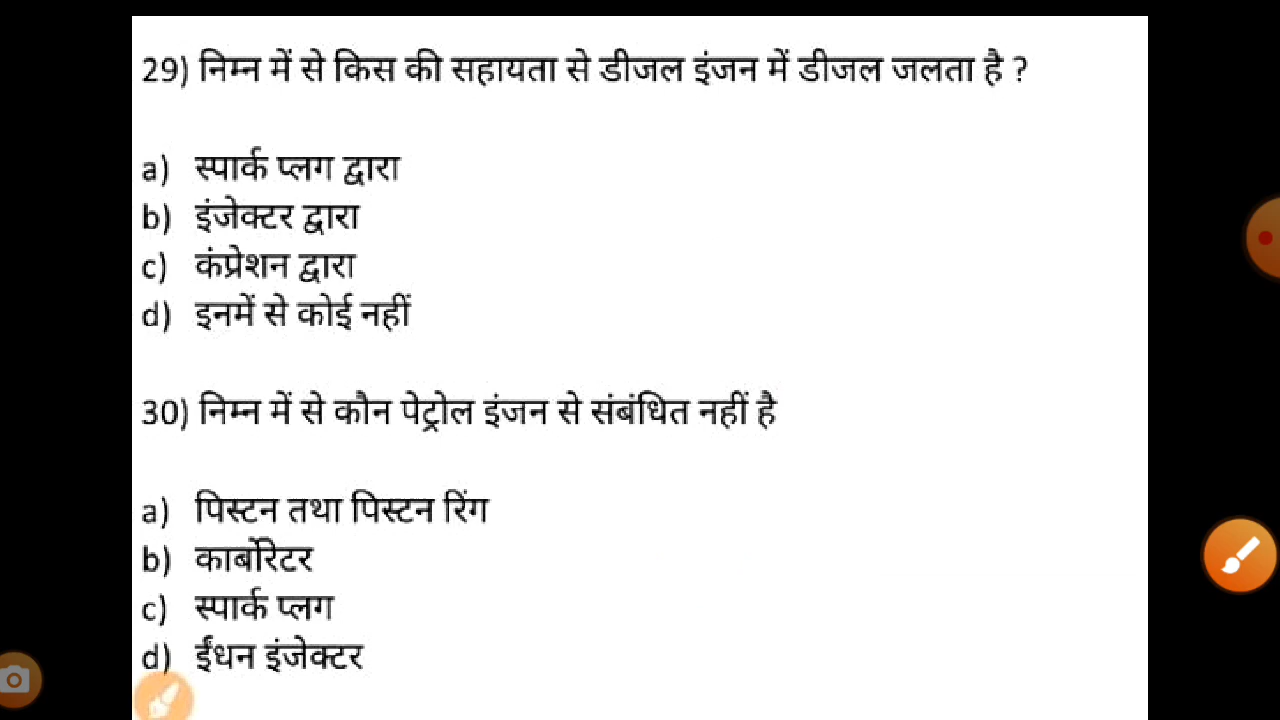 29) निम्न में से किस की सहायता से डीजल इंजन में डीजल जलता है ?
a) स्पार्क प्लग द्वारा
b) इंजेक्टर द्वारा
c) कंप्रेशन द्वारा
d) इनमें से कोई नहीं
30) निम्न में से कौन पेट्रोल इंजन से संबंधित नहीं है
a) पिस्टन तथा पिस्टन रिंग
b) कार्बोरेटर
c) स्पार्क प्लग
d) ईंधन इंजेक्टर